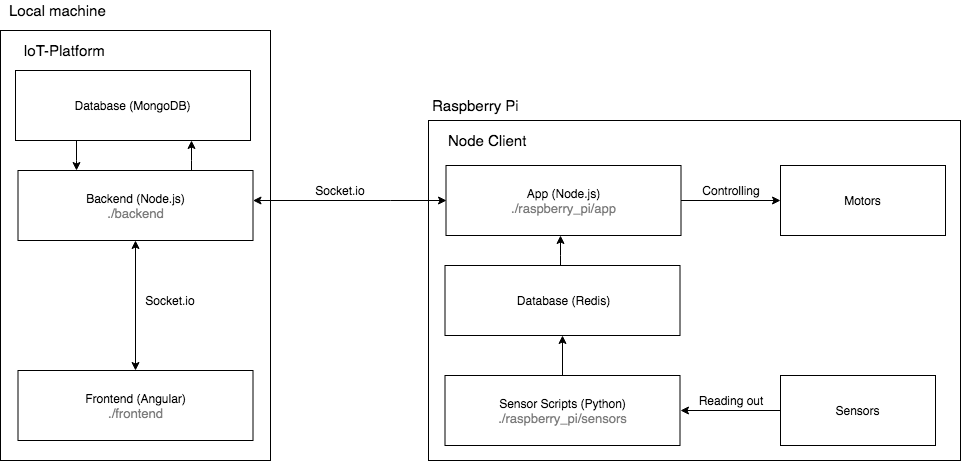 Local machine
IoT-Platform
Database (MongoDB)
Backend (Node.js)
./backend
Socket.io
Frontend (Angular)
./frontend
Socket.io
Raspberry Pi
Node Client
App (Node.js)
./raspberry_pi/app
Controlling
Motors
Database (Redis)
Sensor Scripts (Python)
./raspberry_pi/sensors
Reading out
Sensors